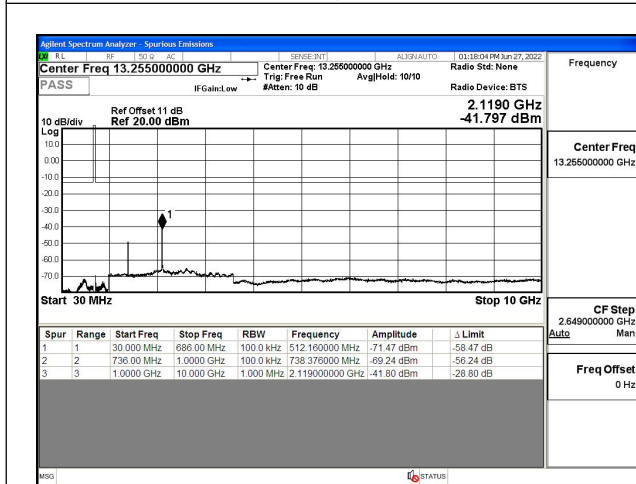 Agilent Spectrum Analyzer - Spurious Emissions
RL RF 50 Ω AC SENSE:INT ALIGN AUTO 01:18:04 PM Jun 27, 2022
Center Freq 13.255000000 GHz
Center Freq: 13.255000000 GHz
Radio Std: None
Frequency
Trig: Free Run Avg|Hold: 10/10
PASS
IFGain:Low
#Atten: 10 dB
Radio Device: BTS
Ref Offset 11 dB
2.1190 GHz
10 dB/div Ref 20.00 dBm
-41.797 dBm
Log
10.0
0.00
-10.0
-20.0
-30.0
-40.0
-50.0
-60.0
-70.0
1
Start 30 MHz
Stop 10 GHz
Center Freq
13.255000000 GHz
CF Step
2.649000000 GHz
Auto Man
Freq Offset
0 Hz
Spur Range Start Freq Stop Freq RBW Frequency Amplitude Δ Limit
1 1 30.000 MHz 686.00 MHz 100.0 kHz 512.160000 MHz -71.47 dBm -58.47 dB
2 2 736.00 MHz 1.0000 GHz 100.0 kHz 738.376000 MHz -69.24 dBm -56.24 dB
3 3 1.0000 GHz 10.000 GHz 1.000 MHz 2.119000000 GHz -41.80 dBm -28.80 dB
MSG
STATUS